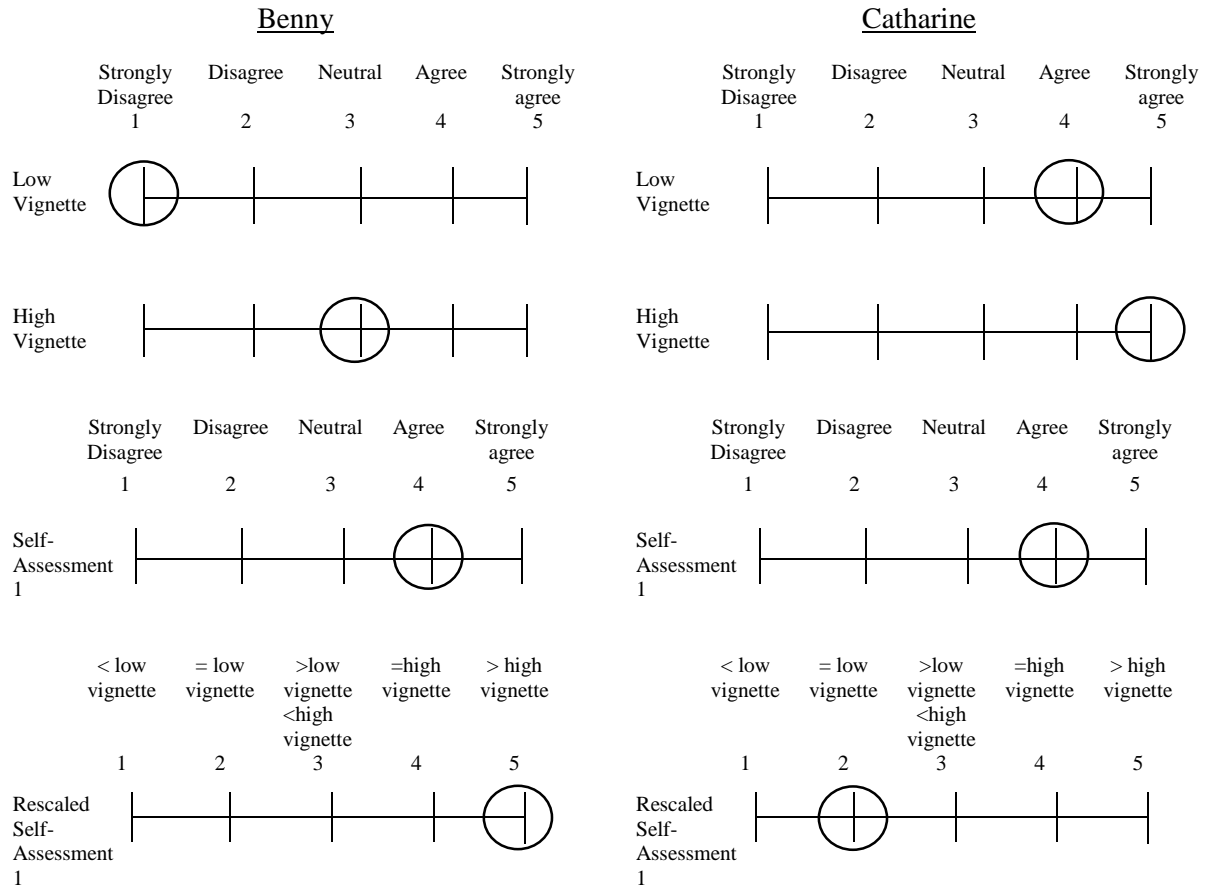 Benny
Strongly Disagree Neutral Agree Strongly
Disagree agree
1 2 3 4 5
Low
Vignette
High
Vignette
Strongly Disagree Neutral Agree Strongly
Disagree agree
1 2 3 4 5
Self-
Assessment
1
< low = low >low =high > high
vignette vignette vignette vignette vignette
<high
vignette
1 2 3 4 5
Rescaled
Self-
Assessment
1
Catharine
Strongly Disagree Neutral Agree Strongly
Disagree agree
1 2 3 4 5
Low
Vignette
High
Vignette
Strongly Disagree Neutral Agree Strongly
Disagree agree
1 2 3 4 5
Self-
Assessment
1
< low = low >low =high > high
vignette vignette vignette vignette vignette
<high
vignette
1 2 3 4 5
Rescaled
Self-
Assessment
1